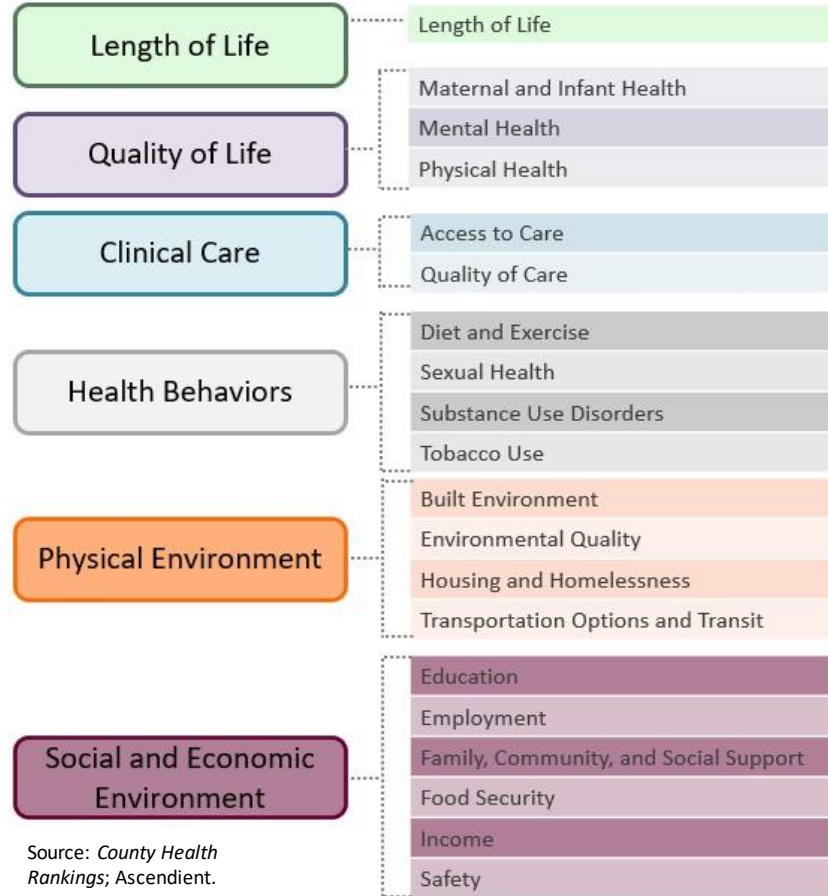 Length of Life
Length of Life
Quality of Life
Maternal and Infant Health
Mental Health
Physical Health
Clinical Care
Access to Care
Quality of Care
Health Behaviors
Diet and Exercise
Sexual Health
Substance Use Disorders
Tobacco Use
Physical Environment
Built Environment
Environmental Quality
Housing and Homelessness
Transportation Options and Transit
Social and Economic
Environment
Education
Employment
Family, Community, and Social Support
Food Security
Income
Safety
Source: County Health
Rankings; Ascendient.